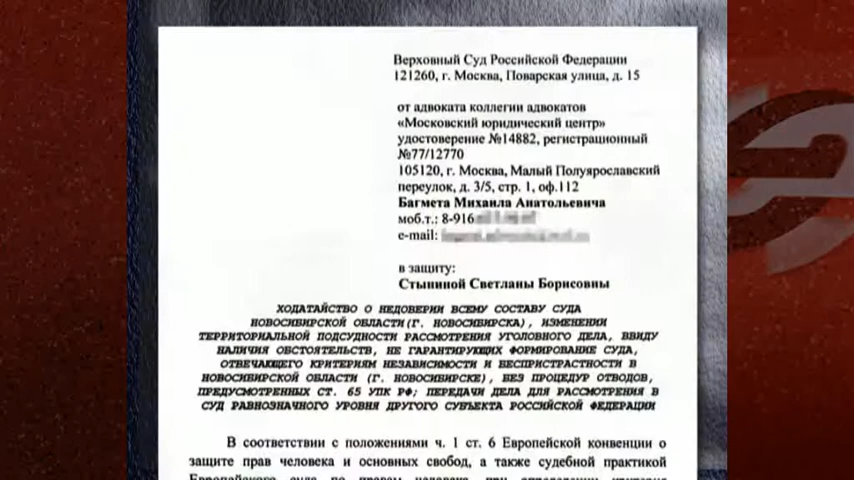 Верховный Суд Российской Федерации
121260, г. Москва, Поварская улица, д. 15
от адвоката коллегии адвокатов
«Московский юридический центр»
удостоверение №14882, регистрационный
№77/12770
105120, г. Москва, Малый Полуярославский
переулок, д. 3/5, стр. 1, оф.112
Багмета Михаила Анатольевича
моб.т.: 8-916
e-mail:
в защиту:
Стыниной Светланы Борисовны
ХОДАТАЙСТВО О НЕДОВЕРИИ ВСЕМУ СОСТАВУ СУДА
НОВОСИБИРСКОЙ ОБЛАСТИ(Г. НОВОСИБИРСКА), ИЗМЕНЕНИИ
ТЕРРИТОРИАЛЬНОЙ ПОДСУДНОСТИ РАССМОТРЕНИЯ УГОЛОВНОГО ДЕЛА, ВВИДУ
НАЛИЧИЯ ОБСТОЯТЕЛЬСТВ, НЕ ГАРАНТИРУЮЩИХ ФОРМИРОВАНИЕ СУДА,
ОТВЕЧАЮЩЕГО КРИТЕРИЯМ НЕЗАВИСИМОСТИ И БЕСПРИСТРАСТНОСТИ В
НОВОСИБИРСКОЙ ОБЛАСТИ (Г. НОВОСИБИРСКЕ), БЕЗ ПРОЦЕДУР ОТВОДОВ,
ПРЕДУСМОТРЕННЫХ СТ. 65 УПК РФ; ПЕРЕДАЧИ ДЕЛА ДЛЯ РАССМОТРЕНИЯ В
СУД РАВНОЗНАЧНОГО УРОВНЯ ДРУГОГО СУБЪЕКТА РОССИЙСКОЙ ФЕДЕРАЦИИ
В соответствии с положениями ч. 1 ст. 6 Европейской конвенции о
защите прав человека и основных свобод, а также судебной практикой